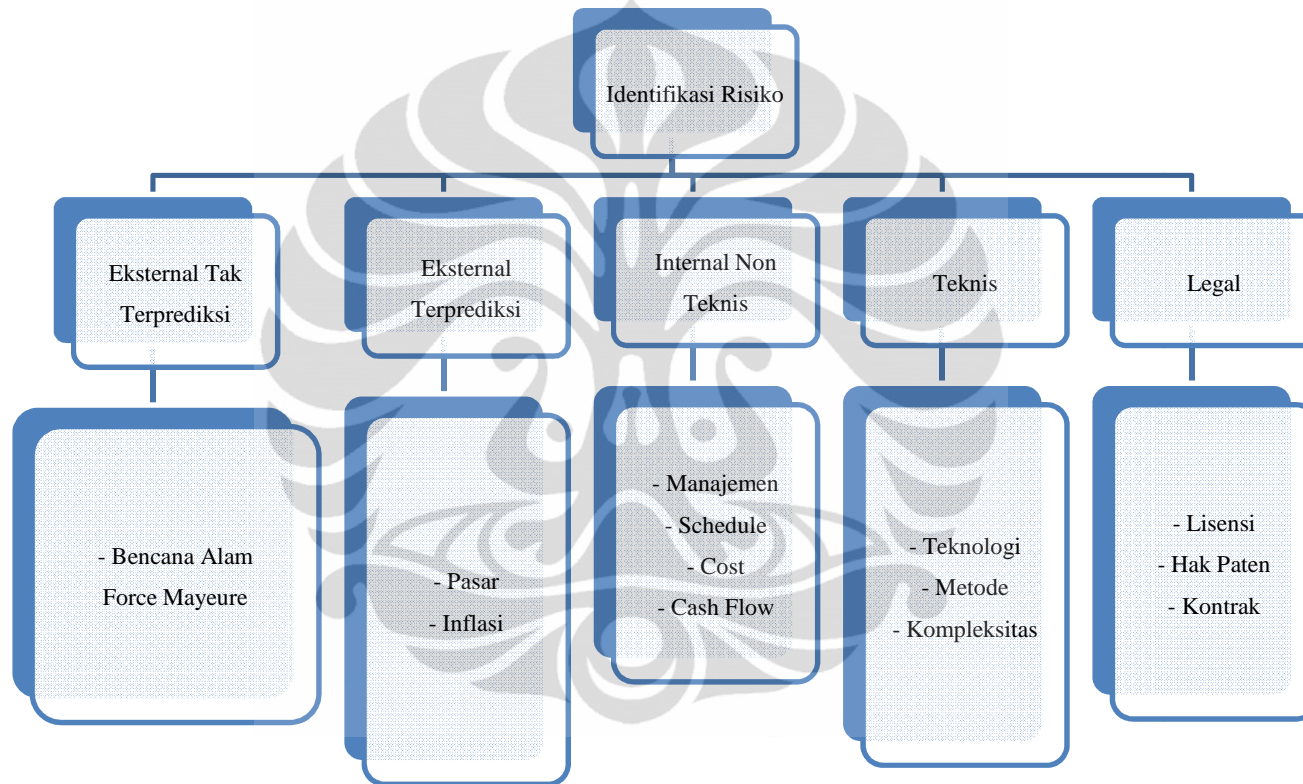 Identifikasi Risiko
Eksternal Tak
Terprediksi
Eksternal
Terprediksi
Internal Non
Teknis
Teknis
Legal
- Bencana Alam
Force Mayeure
- Pasar
- Inflasi
- Manajemen
- Schedule
- Cost
- Cash Flow
- Teknologi
- Metode
- Kompleksitas
- Lisensi
- Hak Paten
- Kontrak